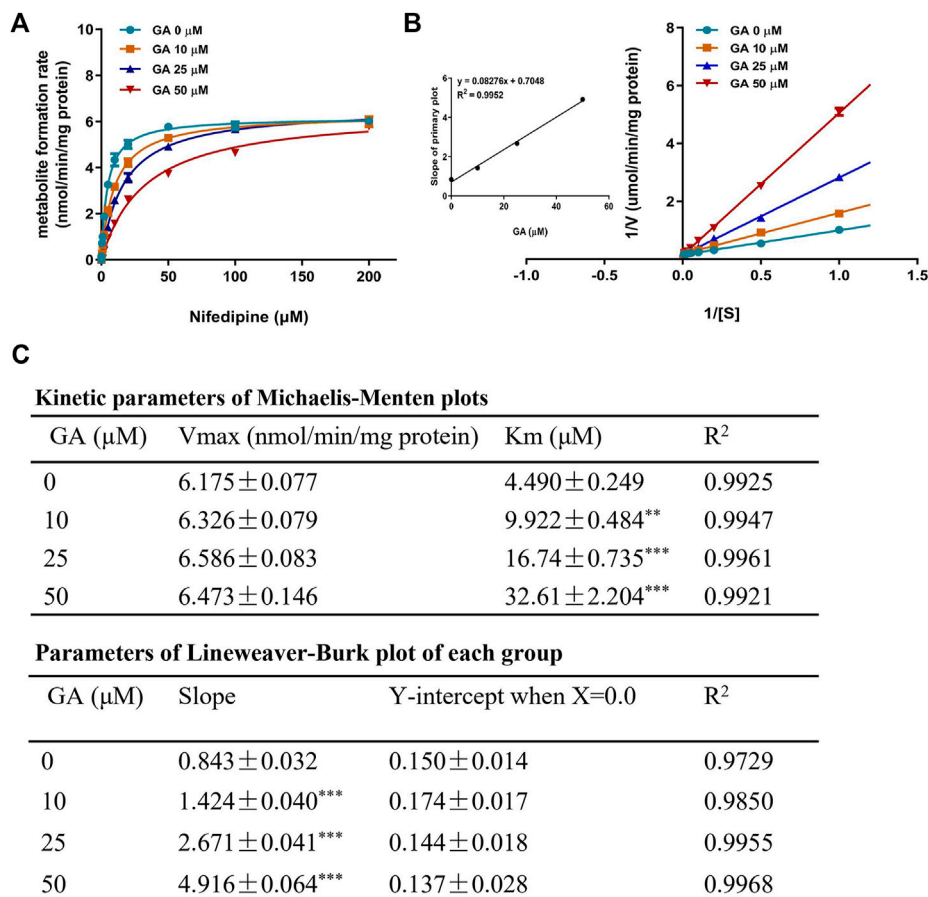 A
GA 0 μM
GA 10 μM
GA 25 μM
GA 50 μM
metabolite formation rate
(nmol/min/mg protein)
10
8
6
4
2
0
0 50 100 150 200
Nifedipine (μM)
B
GA 0 μM
GA 10 μM
GA 25 μM
GA 50 μM
y = 0.08276x + 0.7048
R² = 0.9952
Slope of primary plot
6
4
2
0
0 20 40 60
GA (μM)
1/V (umol/min/mg protein)
8
6
4
2
-1.0 -0.5 0.0 0.5 1.0 1.5
1/[S]
C
Kinetic parameters of Michaelis-Menten plots
GA (μM) Vmax (nmol/min/mg protein) Km (μM) R²
0 6.175±0.077 4.490±0.249 0.9925
10 6.326±0.079 9.922±0.484** 0.9947
25 6.586±0.083 16.74±0.735*** 0.9961
50 6.473±0.146 32.61±2.204*** 0.9921
Parameters of Lineweaver-Burk plot of each group
GA (μM) Slope Y-intercept when X=0.0 R²
0 0.843±0.032 0.150±0.014 0.9729
10 1.424±0.040*** 0.174±0.017 0.9850
25 2.671±0.041*** 0.144±0.018 0.9955
50 4.916±0.064*** 0.137±0.028 0.9968